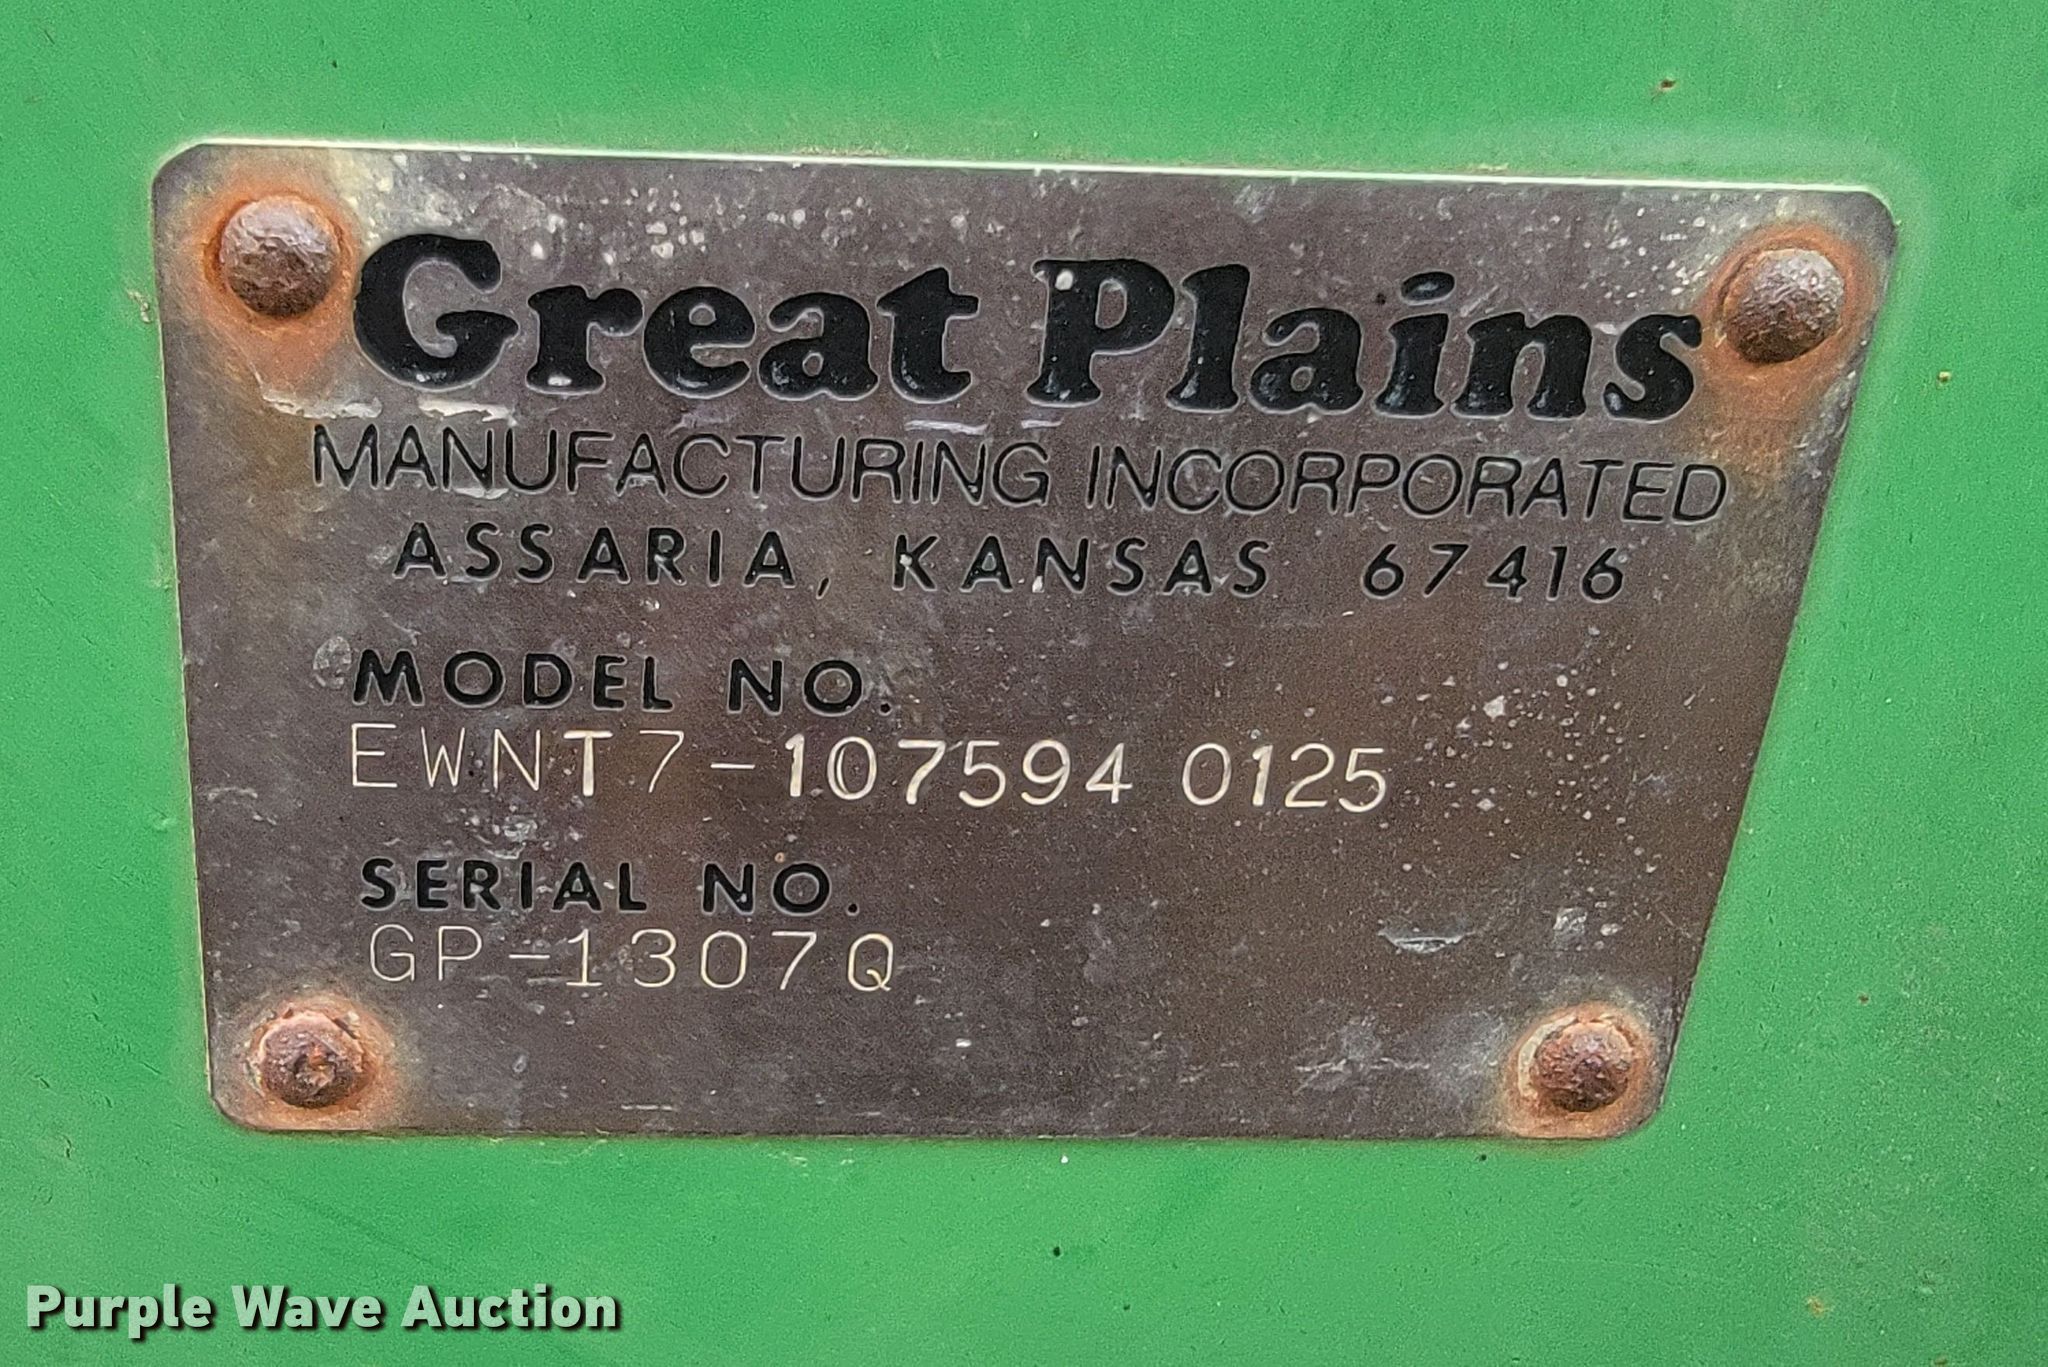 Great Plains
MANUFACTURING INCORPORATED
ASSARIA, KANSAS 67416
MODEL NO.
EWNT7-107594 0125
SERIAL NO.
GP-1307Q
Purple Wave Auction